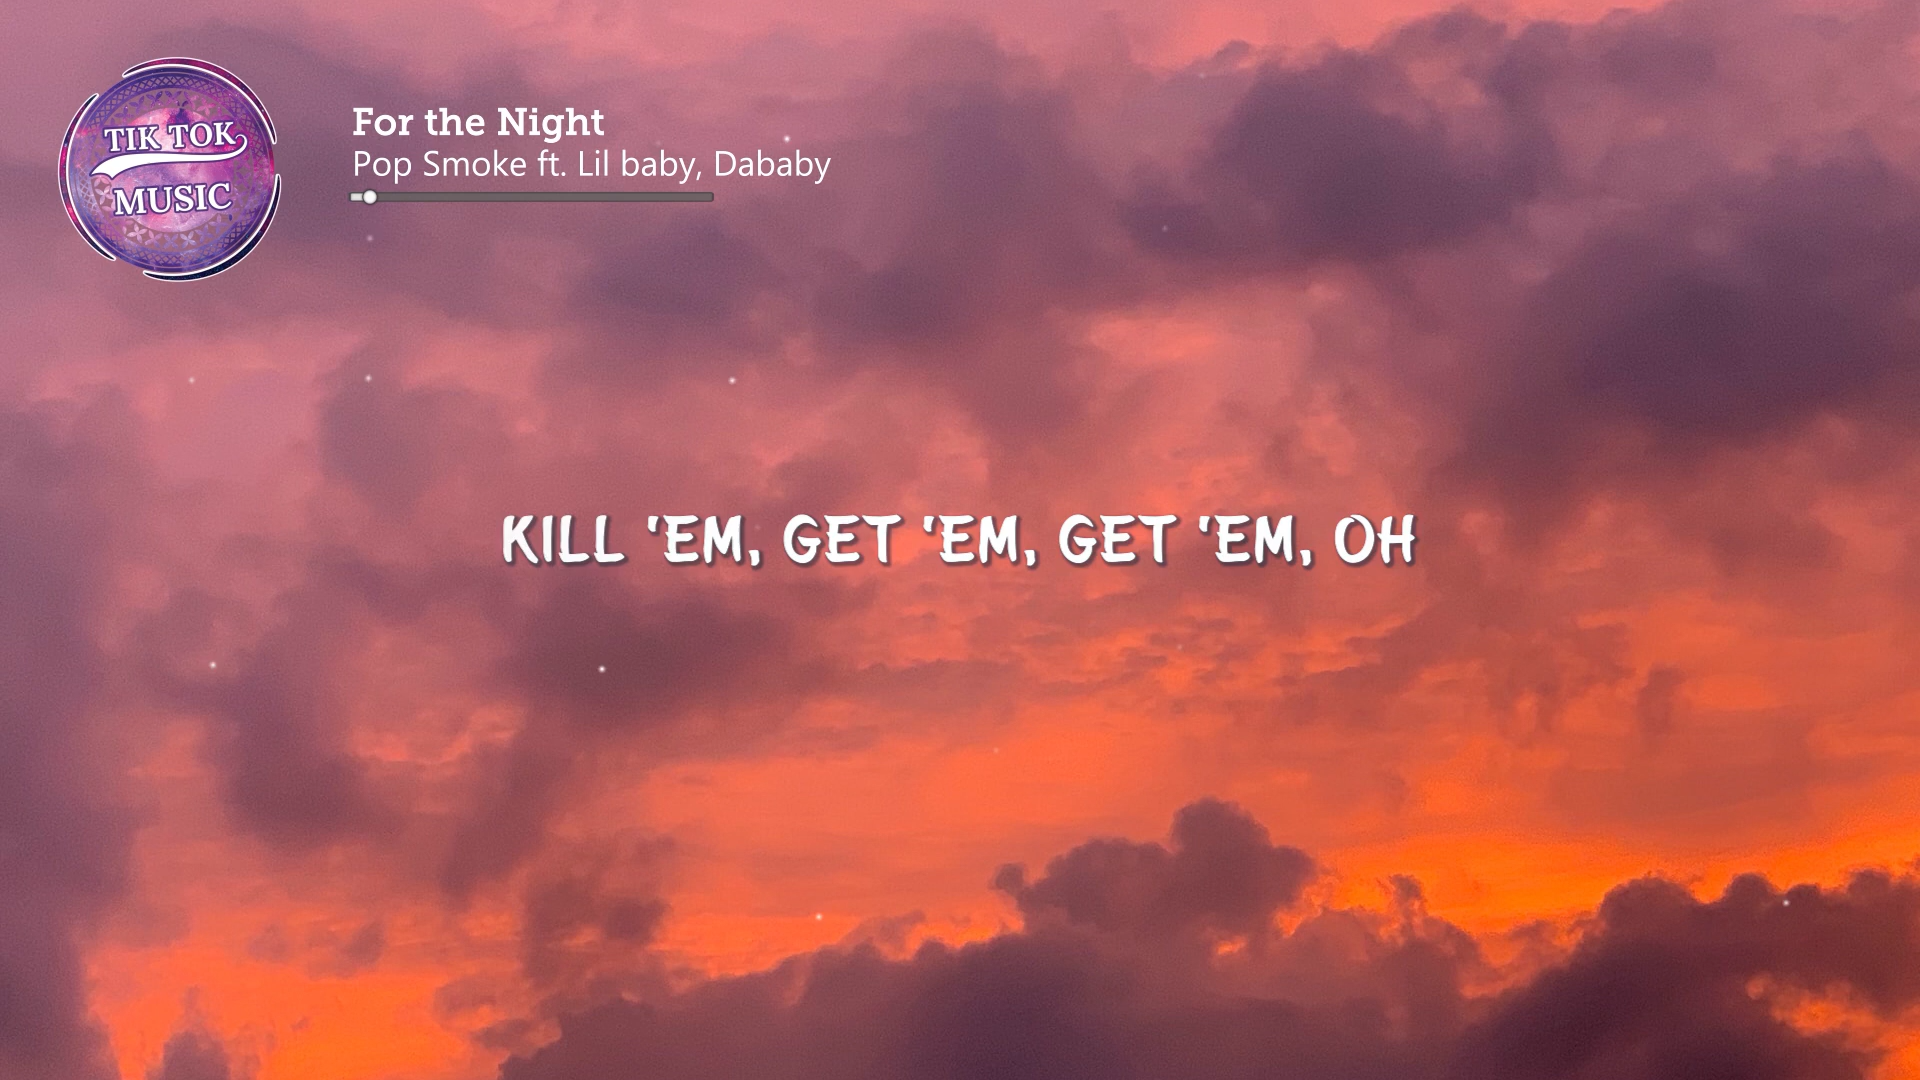 TIK TOK
MUSIC
For the Night
Pop Smoke ft. Lil baby, Dababy
KILL 'EM, GET 'EM, GET 'EM, OH